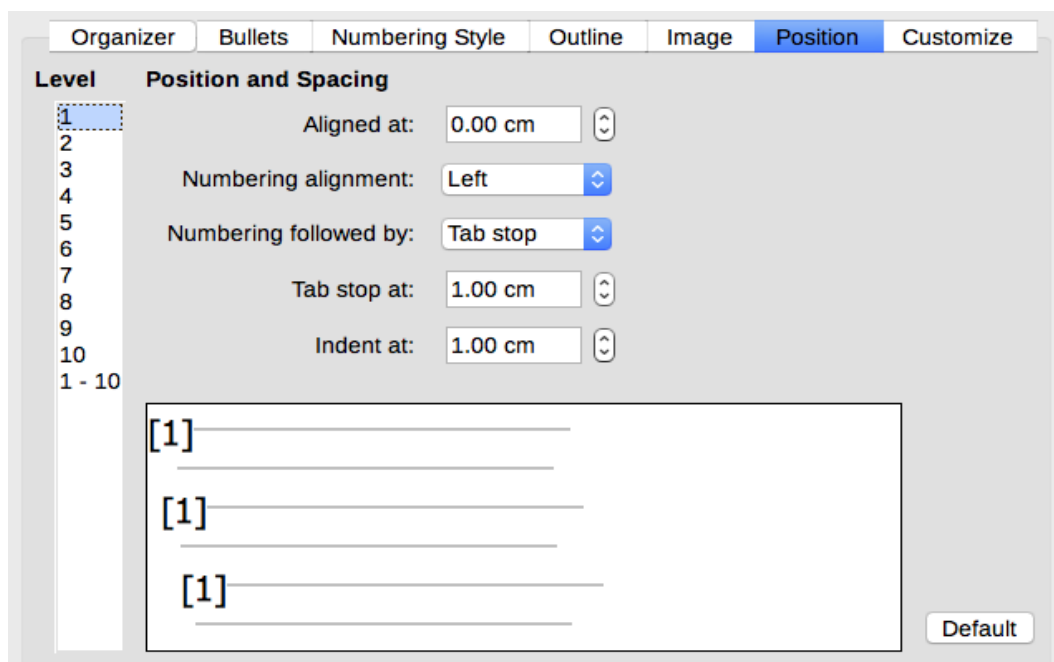 Organizer Bullets Numbering Style Outline Image Position Customize
Level Position and Spacing
1 Aligned at: 0.00 cm
2
3 Numbering alignment: Left
4
5 Numbering followed by: Tab stop
6
7 Tab stop at: 1.00 cm
8
9 Indent at: 1.00 cm
10
1 - 10
[1]
[1]
[1]
Default